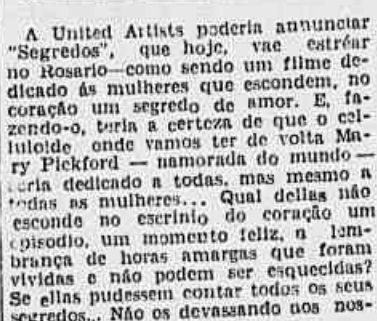 A United Artists poderia annunciar
"Segredos", que hoje, vae estréar
no Rosario—como sendo um filme de-
dicado ás mulheres que escondem, no
coração um segredo de amor. E, fa-
zendo-o, teria a certeza de que o cel-
luloide onde vamos ter de volta Ma-
ry Pickford — namorada do mundo —
seria dedicado a todas, mas mesmo a
todas as mulheres... Qual dellas não
esconde no escrinio do coração um
episodio, um momento feliz, a lem-
brança de horas amargas que foram
vividas e não podem ser esquecidas?
Se ellas pudessem contar todos os seus
segredos... Não os devassando aos nos-